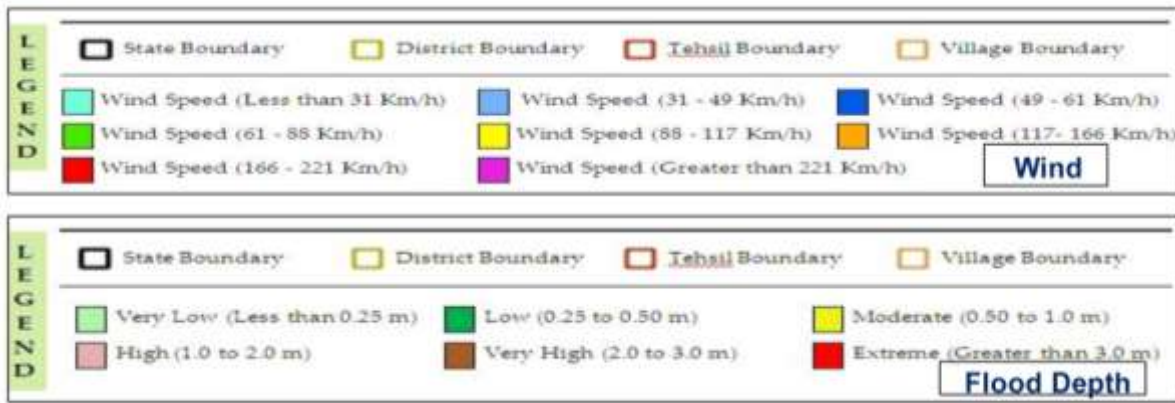 LEGEND
State Boundary District Boundary Tehsil Boundary Village Boundary
Wind Speed (Less than 31 Km/h) Wind Speed (31 - 49 Km/h) Wind Speed (49 - 61 Km/h)
Wind Speed (61 - 88 Km/h) Wind Speed (88 - 117 Km/h) Wind Speed (117- 166 Km/h)
Wind Speed (166 - 221 Km/h) Wind Speed (Greater than 221 Km/h)
Wind
LEGEND
State Boundary District Boundary Tehsil Boundary Village Boundary
Very Low (Less than 0.25 m) Low (0.25 to 0.50 m) Moderate (0.50 to 1.0 m)
High (1.0 to 2.0 m) Very High (2.0 to 3.0 m) Extreme (Greater than 3.0 m)
Flood Depth